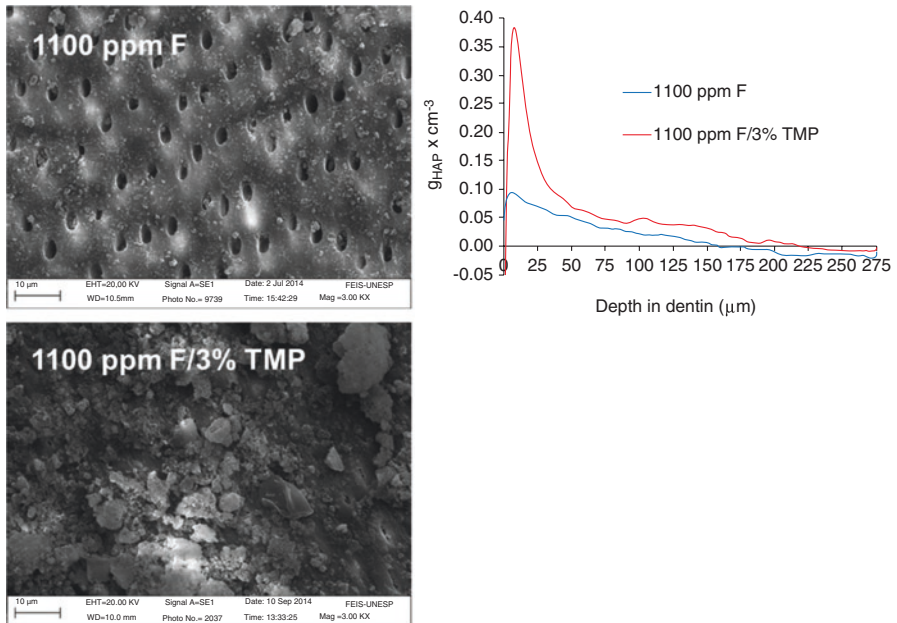 1100 ppm F
10 µm EHT=20,00 KV Signal A=SE1 Date: 2 Jul 2014 FEIS-UNESP
WD=10.5mm Photo No.= 9739 Time: 15:42:29 Mag =3.00 KX
1100 ppm F/3% TMP
10 µm EHT=20.00 KV Signal A=SE1 Date: 10 Sep 2014 FEIS-UNESP
WD=10.0 mm Photo No.= 2037 Time: 13:33:25 Mag =3.00 KX
0.40
0.35
0.30
0.25
0.20
0.15
0.10
0.05
0.00
-0.05
gHAP x cm-3
1100 ppm F
1100 ppm F/3% TMP
0 25 50 75 100 125 150 175 200 225 250 275
Depth in dentin (µm)